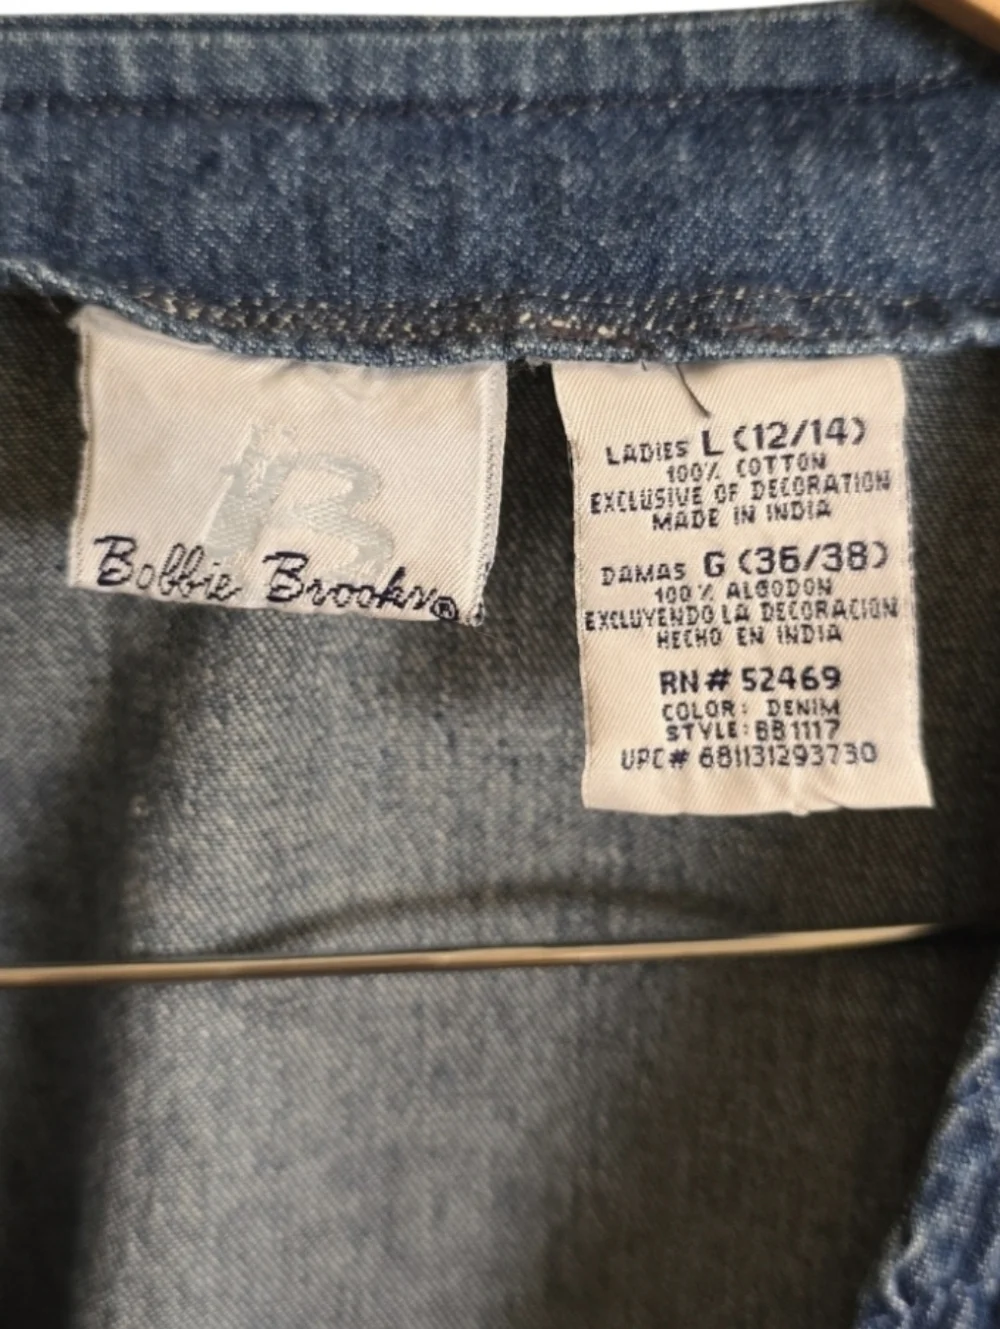 B
Bobbie Brooks®
LADIES L (12/14)
100% COTTON
EXCLUSIVE OF DECORATION
MADE IN INDIA
DAMAS G (36/38)
100% ALGODON
EXCLUYENDO LA DECORACION
HECHO EN INDIA
RN# 52469
COLOR: DENIM
STYLE: BB1117
UPC# 681131293730